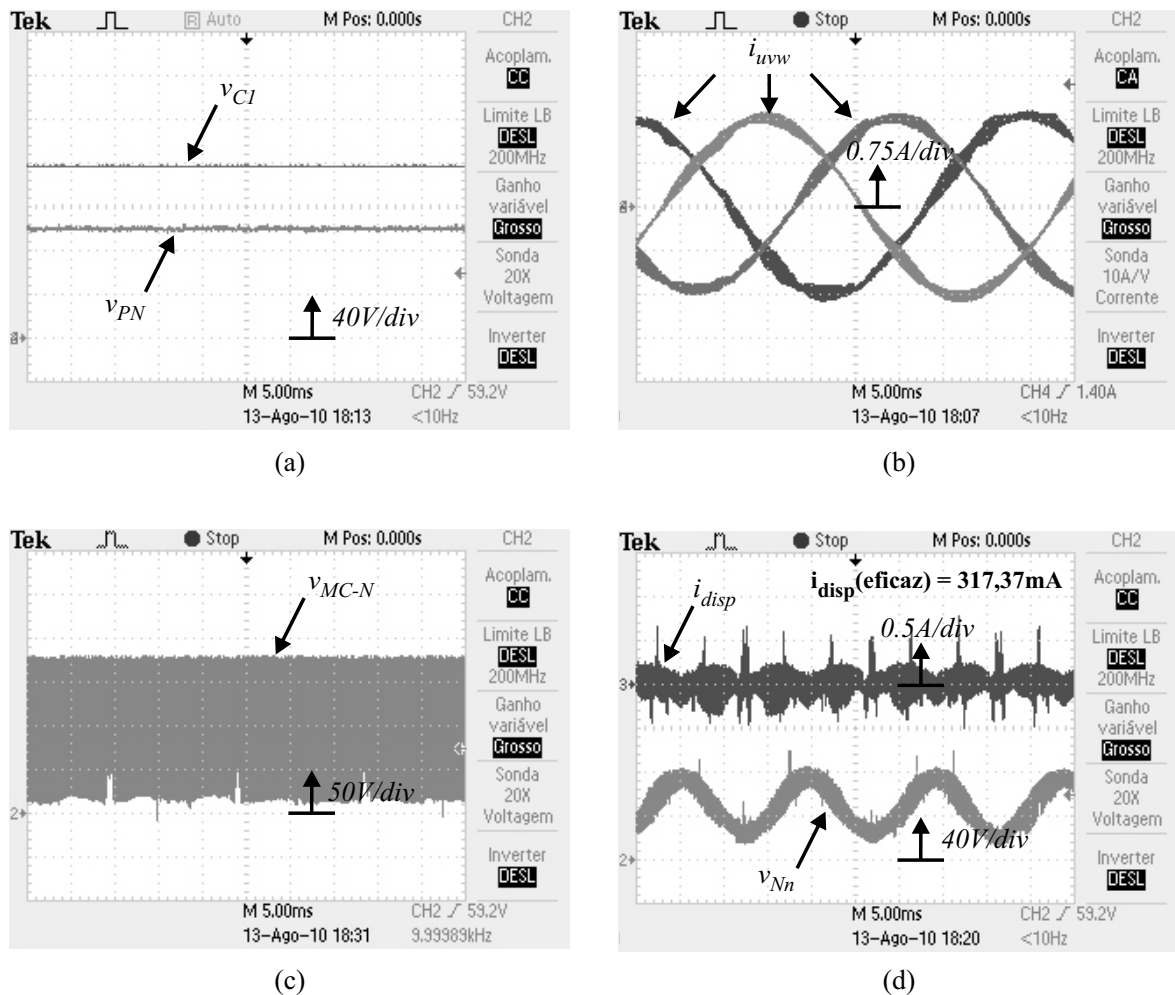 Tek
R Auto
M Pos: 0.000s
CH2
Acoplam.
CC
Limite LB
DESL
200MHz
Ganho
variável
Grosso
Sonda
20X
Voltagem
Inverter
DESL
v_C1
v_PN
40V/div
M 5.00ms
CH2 59.2V
13-Ago-10 18:13
<10Hz
(a)
Tek
Stop
M Pos: 0.000s
CH2
Acoplam.
CA
Limite LB
DESL
200MHz
Ganho
variável
Grosso
Sonda
10A/V
Corrente
Inverter
DESL
i_uvw
0.75A/div
M 5.00ms
CH4 1.40A
13-Ago-10 18:07
<10Hz
(b)
Tek
Stop
M Pos: 0.000s
CH2
Acoplam.
CC
Limite LB
DESL
200MHz
Ganho
variável
Grosso
Sonda
20X
Voltagem
Inverter
DESL
v_MC-N
50V/div
2
M 5.00ms
CH2 59.2V
13-Ago-10 18:31
9.99989kHz
(c)
Tek
Stop
M Pos: 0.000s
CH2
Acoplam.
CC
Limite LB
DESL
200MHz
Ganho
variável
Grosso
Sonda
20X
Voltagem
Inverter
DESL
i_disp(eficaz) = 317,37mA
i_disp
0.5A/div
3
v_Nn
40V/div
2
M 5.00ms
CH2 59.2V
13-Ago-10 18:20
<10Hz
(d)